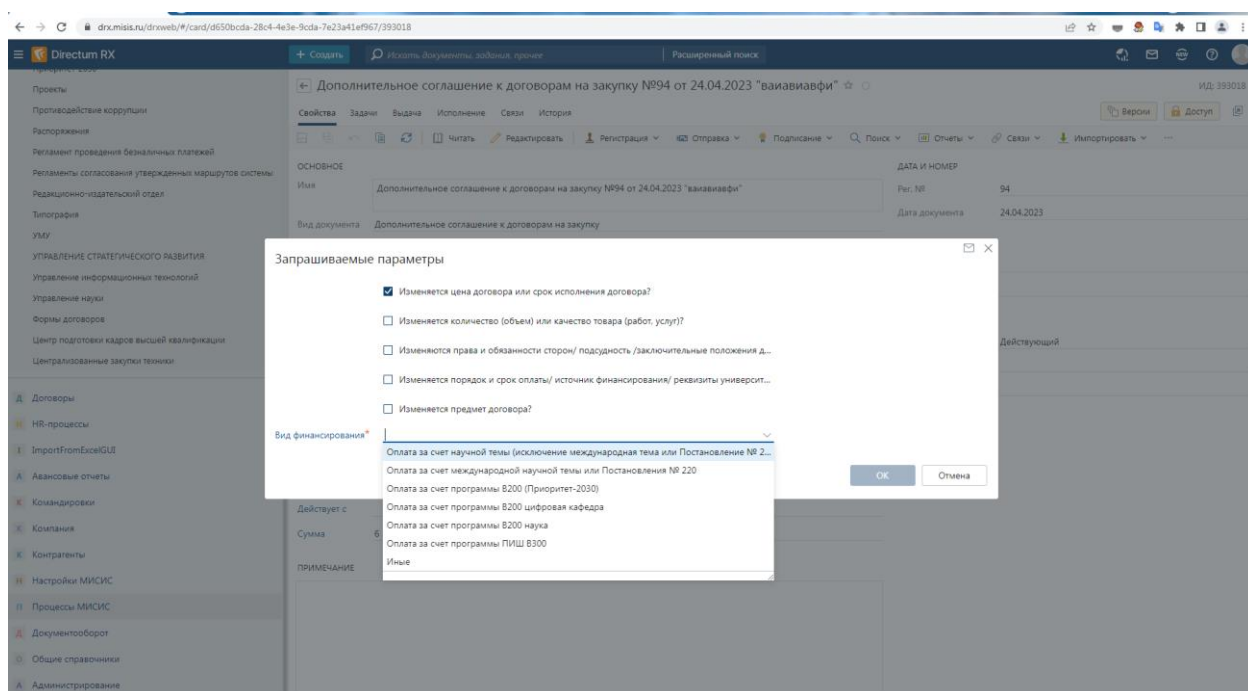 drx.misis.ru/drxweb/#/card/d650bcda-28c4-4e3e-9cda-7e23a41ef967/393018
Directum RX
+ Создать
Искать документы, задания, прочее
Расширенный поиск
Проекты
Противодействие коррупции
Распоряжения
Регламент проведения безналичных платежей
Регламенты согласования утвержденных маршрутов системы
Редакционно-издательский отдел
Типография
УМУ
УПРАВЛЕНИЕ СТРАТЕГИЧЕСКОГО РАЗВИТИЯ
Управление информационных технологий
Управление науки
Формы договоров
Центр подготовки кадров высшей квалификации
Централизованные закупки техники
Д Договоры
HR-процессы
I ImportFromExcelGUI
А Авансовые отчеты
К Командировки
К Компания
К Контрагенты
Н Настройки МИСИС
П Процессы МИСИС
Д Документооборот
О Общие справочники
А Администрирование
Дополнительное соглашение к договорам на закупку №94 от 24.04.2023 "ваиавиавфи"
ИД: 393018
Свойства Задачи Выдача Исполнение Связи История
Версии Доступ
Читать Редактировать Регистрация Отправка Подписание Поиск Отчеты Связи Импортировать
ОСНОВНОЕ
Имя
Дополнительное соглашение к договорам на закупку №94 от 24.04.2023 "ваиавиавфи"
Вид документа Дополнительное соглашение к договорам на закупку
ДАТА И НОМЕР
Рег. № 94
Дата документа 24.04.2023
Действующий
Запрашиваемые параметры
Изменяется цена договора или срок исполнения договора?
Изменяется количество (объем) или качество товара (работ, услуг)?
Изменяются права и обязанности сторон/ подсудность /заключительные положения д...
Изменяется порядок и срок оплаты/ источник финансирования/ реквизиты университ...
Изменяется предмет договора?
Вид финансирования*
Оплата за счет научной темы (исключение международная тема или Постановление № 2...
Оплата за счет международной научной темы или Постановления № 220
Оплата за счет программы В200 (Приоритет-2030)
Оплата за счет программы В200 цифровая кафедра
Оплата за счет программы В200 наука
Оплата за счет программы ПИШ В300
Иные
ОК Отмена
Действует с
Сумма 6
ПРИМЕЧАНИЕ